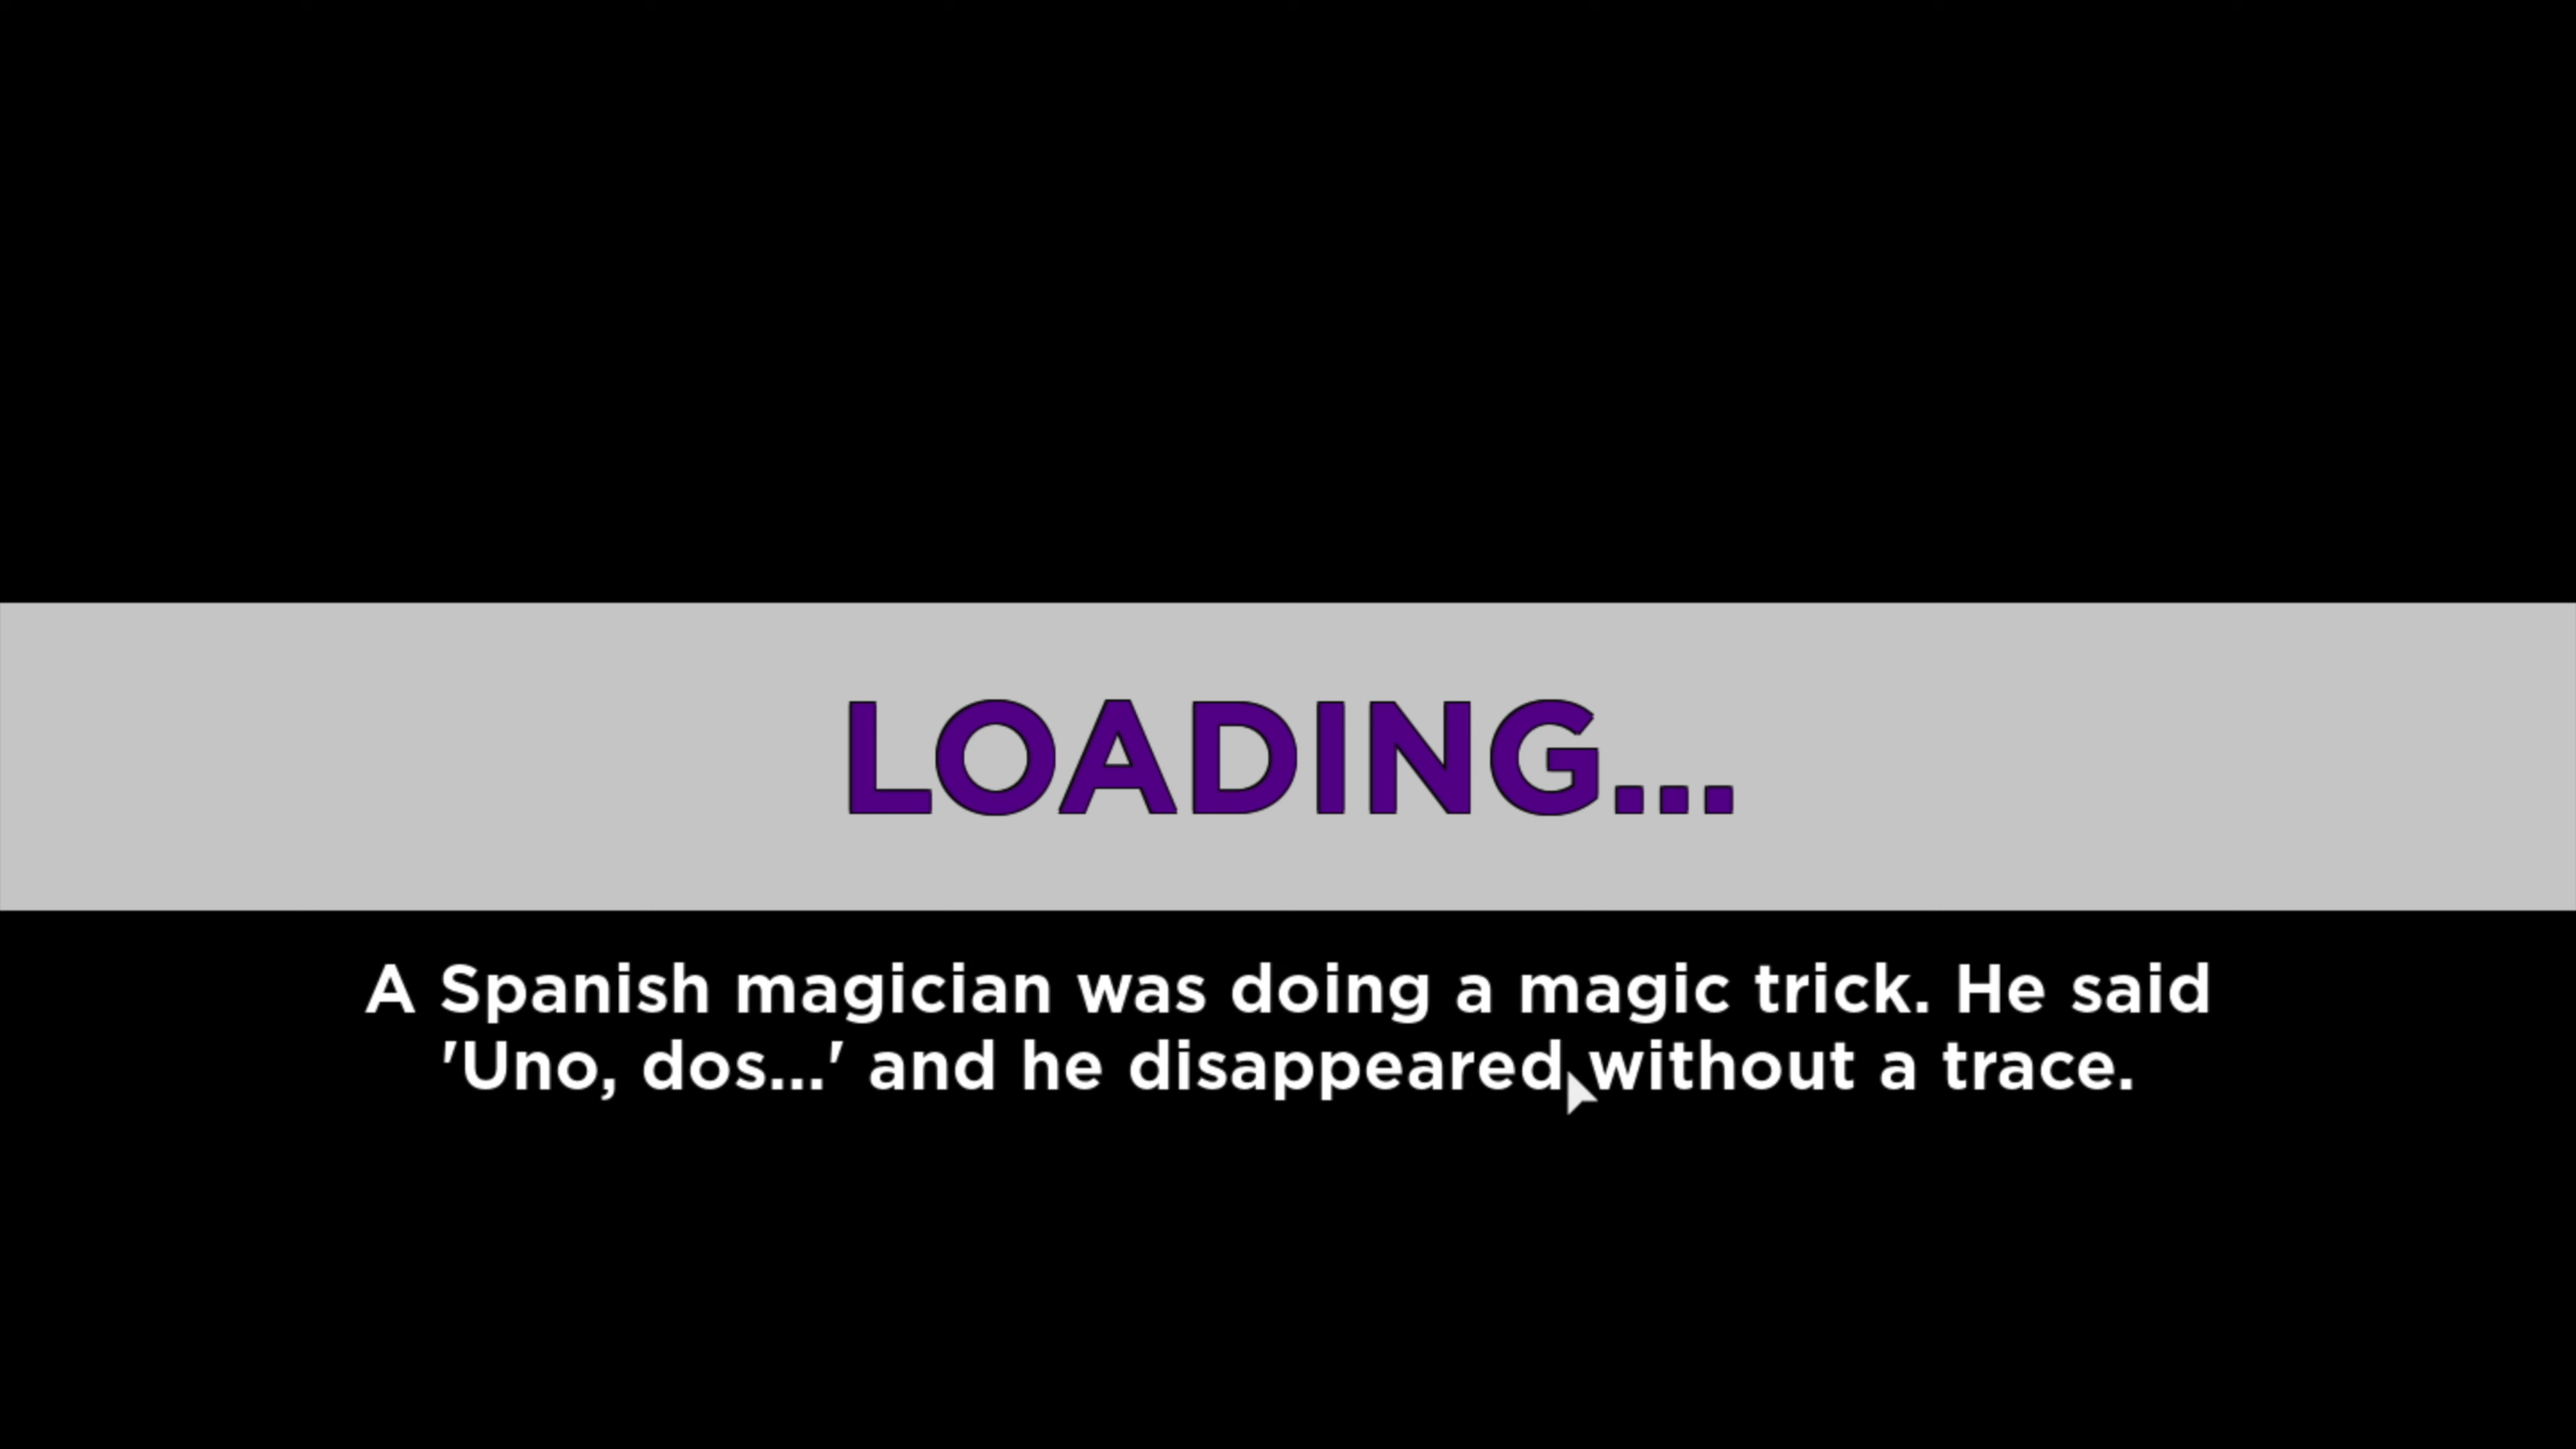 LOADING...
A Spanish magician was doing a magic trick. He said
'Uno, dos...' and he disappeared without a trace.